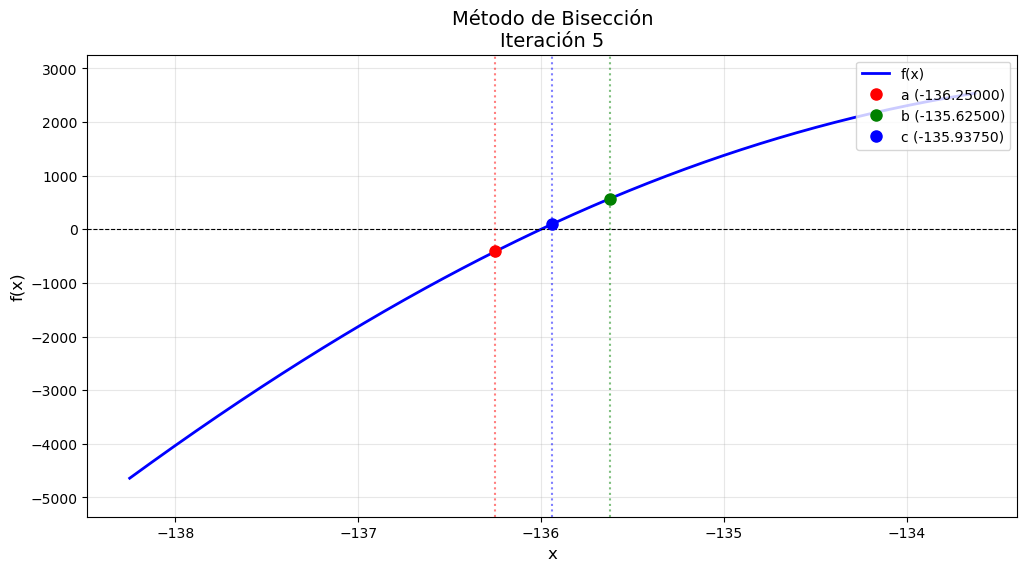 Método de Bisección
Iteración 5
f(x)
a (-136.25000)
b (-135.62500)
c (-135.93750)
3000
2000
1000
0
−1000
−2000
−3000
−4000
−5000
f(x)
−138
−137
−136
−135
−134
x